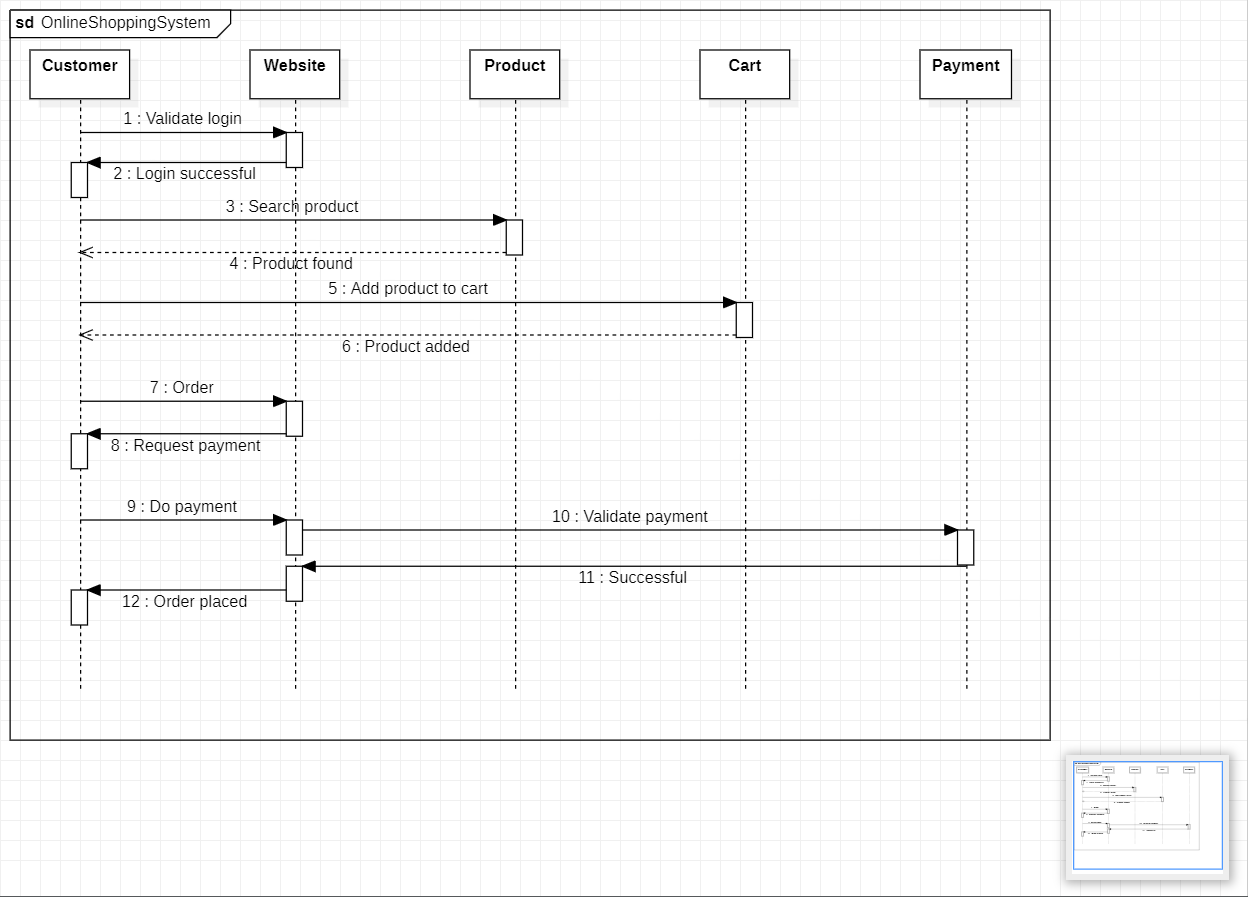 sd OnlineShoppingSystem
Customer
Website
Product
Cart
Payment
1 : Validate login
2 : Login successful
3 : Search product
4 : Product found
5 : Add product to cart
6 : Product added
7 : Order
8 : Request payment
9 : Do payment
10 : Validate payment
11 : Successful
12 : Order placed